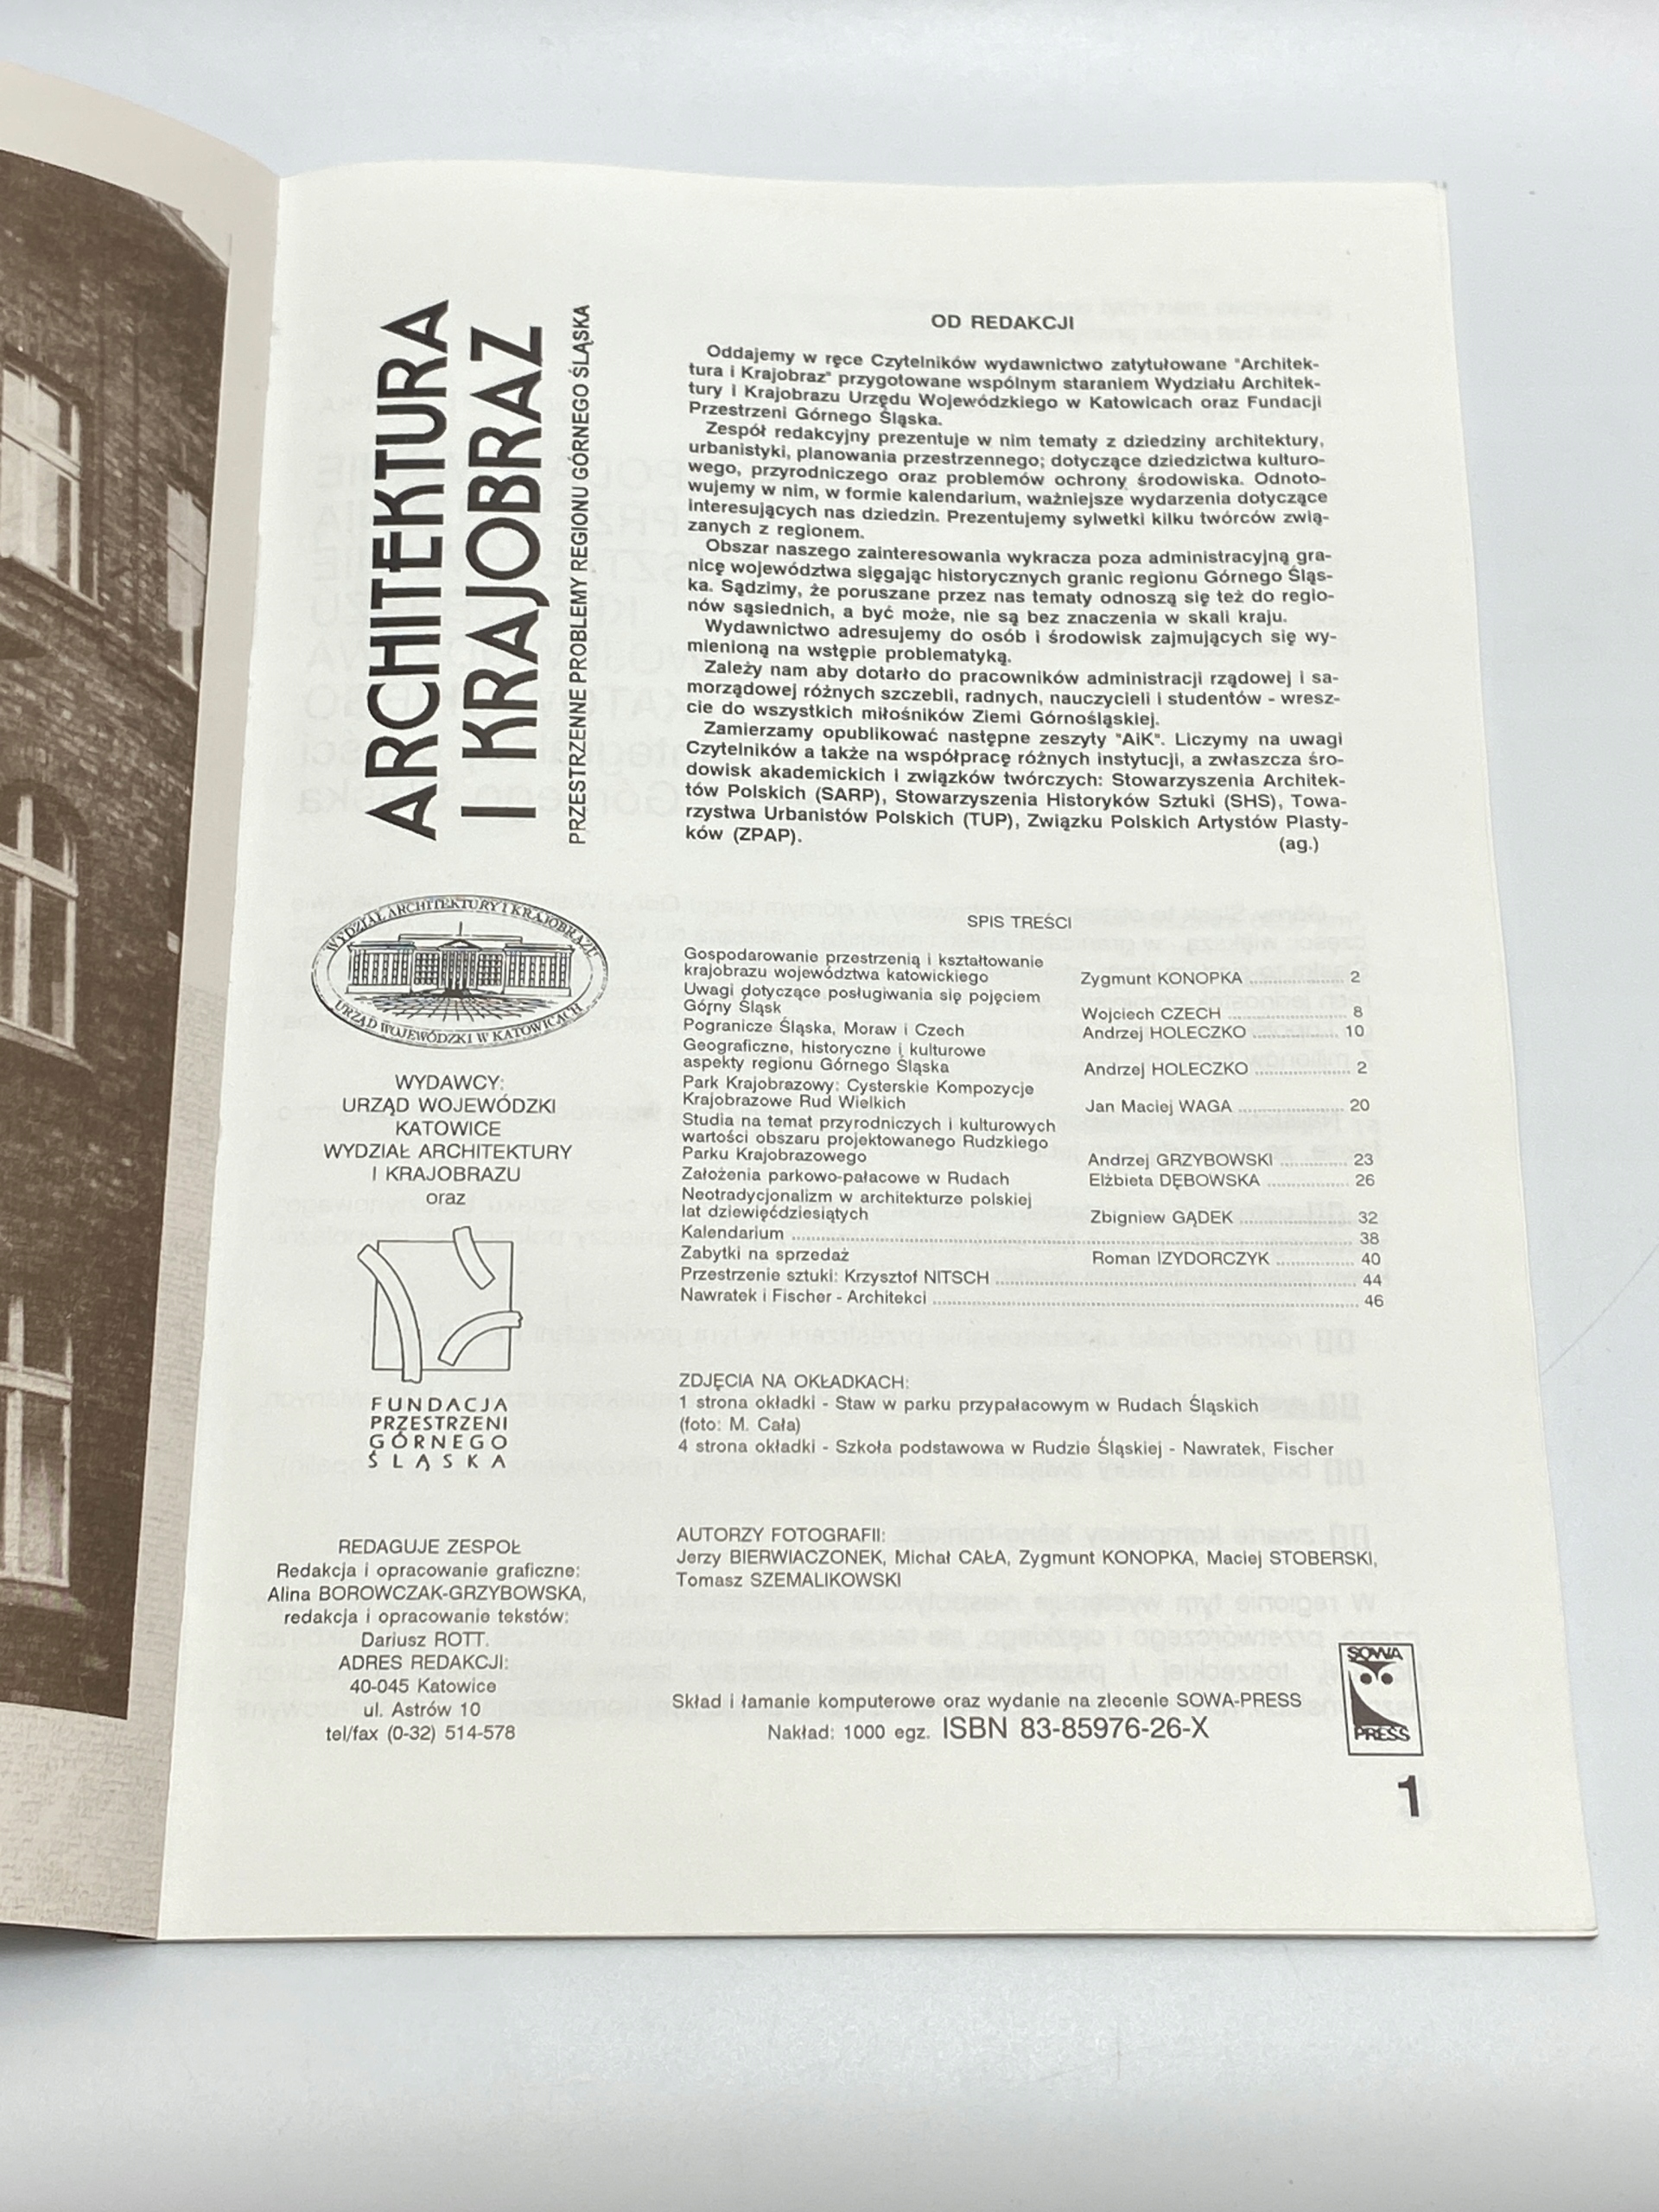 ARCHITEKTURA
I KRAJOBRAZ
PRZESTRZENNE PROBLEMY REGIONU GÓRNEGO ŚLĄSKA
WYDZIAŁ ARCHITEKTURY I KRAJOBRAZU
URZĄD WOJEWÓDZKI W KATOWICACH
WYDAWCY:
URZĄD WOJEWÓDZKI
KATOWICE
WYDZIAŁ ARCHITEKTURY
I KRAJOBRAZU
oraz
FUNDACJA
PRZESTRZENI
GÓRNEGO
ŚLĄSKA
REDAGUJE ZESPÓŁ
Redakcja i opracowanie graficzne:
Alina BOROWCZAK-GRZYBOWSKA,
redakcja i opracowanie tekstów:
Dariusz ROTT.
ADRES REDAKCJI:
40-045 Katowice
ul. Astrów 10
tel/fax (0-32) 514-578
OD REDAKCJI
Oddajemy w ręce Czytelników wydawnictwo zatytułowane "Architek-
tura i Krajobraz" przygotowane wspólnym staraniem Wydziału Architek-
tury i Krajobrazu Urzędu Wojewódzkiego w Katowicach oraz Fundacji
Przestrzeni Górnego Śląska.
Zespół redakcyjny prezentuje w nim tematy z dziedziny architektury,
urbanistyki, planowania przestrzennego; dotyczące dziedzictwa kulturo-
wego, przyrodniczego oraz problemów ochrony środowiska. Odnoto-
wujemy w nim, w formie kalendarium, ważniejsze wydarzenia dotyczące
interesujących nas dziedzin. Prezentujemy sylwetki kilku twórców zwią-
zanych z regionem.
Obszar naszego zainteresowania wykracza poza administracyjną gra-
nicę województwa sięgając historycznych granic regionu Górnego Śląs-
ka. Sądzimy, że poruszane przez nas tematy odnoszą się też do regio-
nów sąsiednich, a być może, nie są bez znaczenia w skali kraju.
Wydawnictwo adresujemy do osób i środowisk zajmujących się wy-
mienioną na wstępie problematyką.
Zależy nam aby dotarło do pracowników administracji rządowej i sa-
morządowej różnych szczebli, radnych, nauczycieli i studentów - wresz-
cie do wszystkich miłośników Ziemi Górnośląskiej.
Zamierzamy opublikować następne zeszyty "AiK". Liczymy na uwagi
Czytelników a także na współpracę różnych instytucji, a zwłaszcza śro-
dowisk akademickich i związków twórczych: Stowarzyszenia Architek-
tów Polskich (SARP), Stowarzyszenia Historyków Sztuki (SHS), Towa-
rzystwa Urbanistów Polskich (TUP), Związku Polskich Artystów Plasty-
ków (ZPAP).
(ag.)
SPIS TREŚCI
Gospodarowanie przestrzenią i kształtowanie
krajobrazu województwa katowickiego Zygmunt KONOPKA .................... 2
Uwagi dotyczące posługiwania się pojęciem
Górny Śląsk Wojciech CZECH ......................... 8
Pogranicze Śląska, Moraw i Czech Andrzej HOLECZKO .................. 10
Geograficzne, historyczne i kulturowe
aspekty regionu Górnego Śląska Andrzej HOLECZKO .................... 2
Park Krajobrazowy: Cysterskie Kompozycje
Krajobrazowe Rud Wielkich Jan Maciej WAGA ...................... 20
Studia na temat przyrodniczych i kulturowych
wartości obszaru projektowanego Rudzkiego
Parku Krajobrazowego Andrzej GRZYBOWSKI .............. 23
Założenia parkowo-pałacowe w Rudach Elżbieta DĘBOWSKA ................. 26
Neotradycjonalizm w architekturze polskiej
lat dziewięćdziesiątych Zbigniew GĄDEK ....................... 32
Kalendarium ........................................ 38
Zabytki na sprzedaż Roman IZYDORCZYK ................ 40
Przestrzenie sztuki: Krzysztof NITSCH ........................................ 44
Nawratek i Fischer - Architekci ........................................ 46
ZDJĘCIA NA OKŁADKACH:
1 strona okładki - Staw w parku przypałacowym w Rudach Śląskich
(foto: M. Cała)
4 strona okładki - Szkoła podstawowa w Rudzie Śląskiej - Nawratek, Fischer
AUTORZY FOTOGRAFII:
Jerzy BIERWIACZONEK, Michał CAŁA, Zygmunt KONOPKA, Maciej STOBERSKI,
Tomasz SZEMALIKOWSKI
Skład i łamanie komputerowe oraz wydanie na zlecenie SOWA-PRESS
Nakład: 1000 egz. ISBN 83-85976-26-X
SOWA
PRESS
1